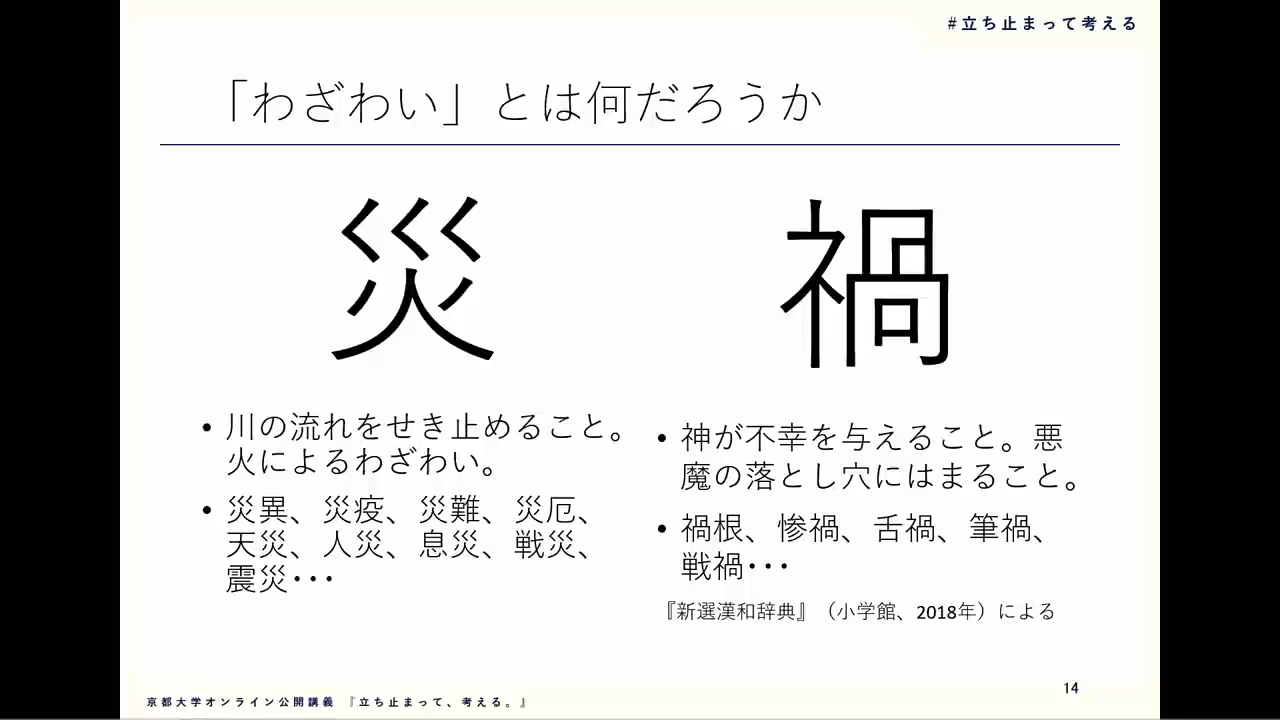 #立ち止まって考える
「わざわい」とは何だろうか
災
禍
• 川の流れをせき止めること。
火によるわざわい。
• 災異、災疫、災難、災厄、
天災、人災、息災、戦災、
震災･･･
• 神が不幸を与えること。悪
魔の落とし穴にはまること。
• 禍根、惨禍、舌禍、筆禍、
戦禍･･･
『新選漢和辞典』（小学館、2018年）による
14
京都大学オンライン公開講義 『立ち止まって、考える。』